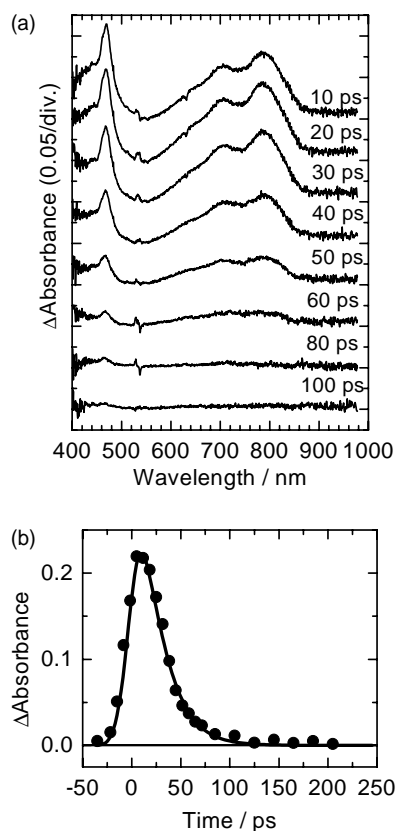 (a)
ΔAbsorbance (0.05/div.)
10 ps
20 ps
30 ps
40 ps
50 ps
60 ps
80 ps
100 ps
400 500 600 700 800 900 1000
Wavelength / nm
(b)
ΔAbsorbance
0.2
0.1
0.0
-50 0 50 100 150 200 250
Time / ps